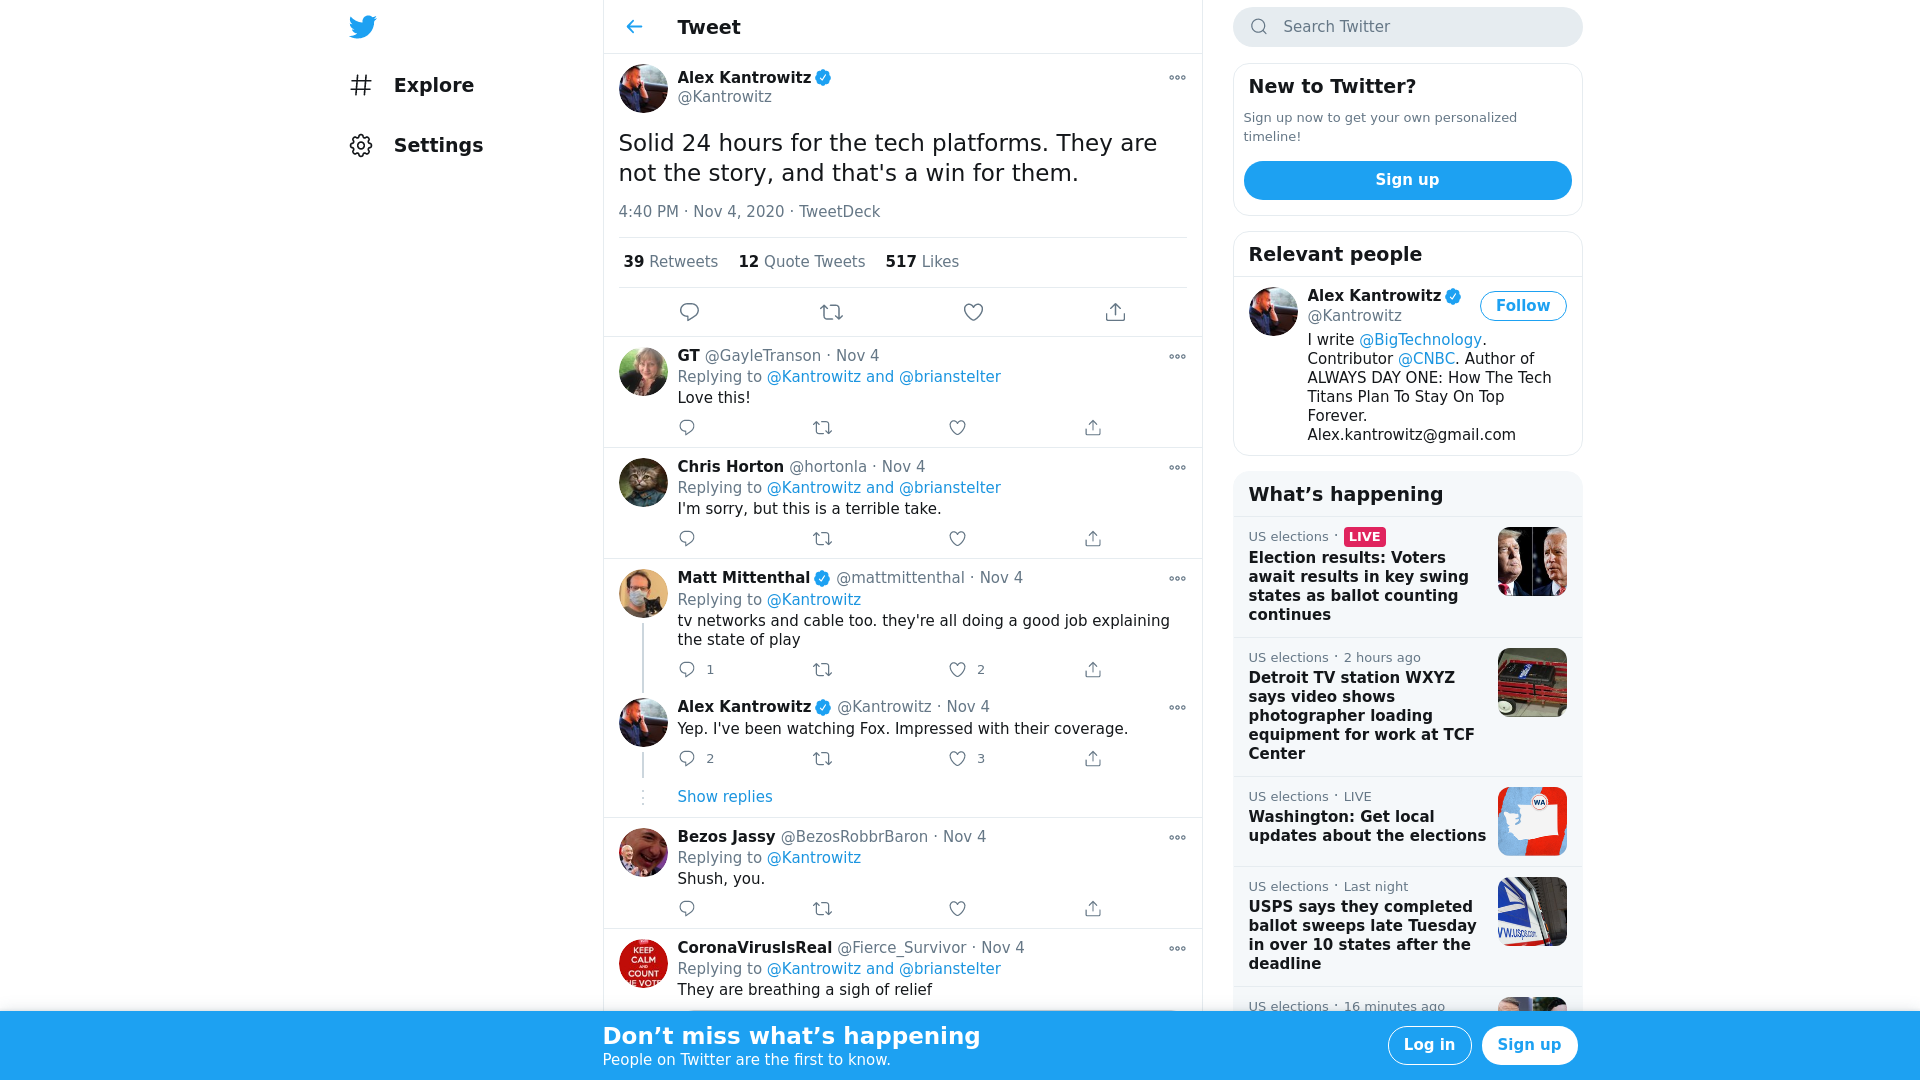 Explore
Settings
Tweet
Alex Kantrowitz
@Kantrowitz
Solid 24 hours for the tech platforms. They are
not the story, and that's a win for them.
4:40 PM · Nov 4, 2020 · TweetDeck
39 Retweets 12 Quote Tweets 517 Likes
GT @GayleTranson · Nov 4
Replying to @Kantrowitz and @brianstelter
Love this!
Chris Horton @hortonla · Nov 4
Replying to @Kantrowitz and @brianstelter
I'm sorry, but this is a terrible take.
Matt Mittenthal @mattmittenthal · Nov 4
Replying to @Kantrowitz
tv networks and cable too. they're all doing a good job explaining
the state of play
1 2
Alex Kantrowitz @Kantrowitz · Nov 4
Yep. I've been watching Fox. Impressed with their coverage.
2 3
Show replies
Bezos Jassy @BezosRobbrBaron · Nov 4
Replying to @Kantrowitz
Shush, you.
KEEP
CALM
AND
COUNT
CoronaVirusIsReal @Fierce_Survivor · Nov 4
Replying to @Kantrowitz and @brianstelter
They are breathing a sigh of relief
Search Twitter
New to Twitter?
Sign up now to get your own personalized
timeline!
Sign up
Relevant people
Alex Kantrowitz
@Kantrowitz
Follow
I write @BigTechnology.
Contributor @CNBC. Author of
ALWAYS DAY ONE: How The Tech
Titans Plan To Stay On Top
Forever.
Alex.kantrowitz@gmail.com
What’s happening
US elections · LIVE
Election results: Voters
await results in key swing
states as ballot counting
continues
US elections · 2 hours ago
Detroit TV station WXYZ
says video shows
photographer loading
equipment for work at TCF
Center
US elections · LIVE
Washington: Get local
updates about the elections
WA
US elections · Last night
USPS says they completed
ballot sweeps late Tuesday
in over 10 states after the
deadline
US elections · 16 minutes ago
Don’t miss what’s happening
People on Twitter are the first to know.
Log in
Sign up